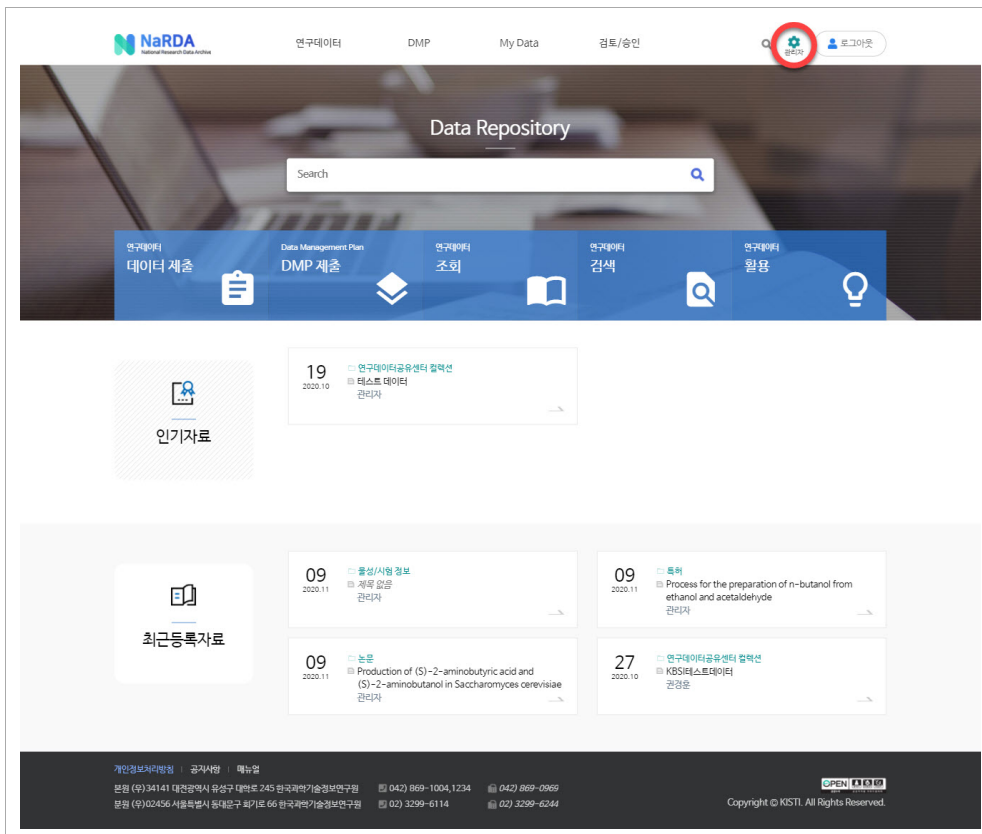 NaRDA
National Research Data Archive
연구데이터
DMP
My Data
검토/승인
관리자
로그아웃
Data Repository
Search
연구데이터
데이터 제출
Data Management Plan
DMP 제출
연구데이터
조회
연구데이터
검색
연구데이터
활용
인기자료
19
2020.10
연구데이터공유센터 컬렉션
테스트 데이터
관리자
최근등록자료
09
2020.11
물성/시험 정보
제목 없음
관리자
09
2020.11
특허
Process for the preparation of n-butanol from
ethanol and acetaldehyde
관리자
09
2020.11
논문
Production of (S)-2-aminobutyric acid and
(S)-2-aminobutanol in Saccharomyces cerevisiae
관리자
27
2020.10
연구데이터공유센터 컬렉션
KBSI테스트데이터
권경훈
개인정보처리방침 | 공지사항 | 매뉴얼
본원 (우)34141 대전광역시 유성구 대학로 245 한국과학기술정보연구원 042) 869-1004,1234 042) 869-0969
분원 (우)02456 서울특별시 동대문구 회기로 66 한국과학기술정보연구원 02) 3299-6114 02) 3299-6244
OPEN
Copyright © KISTI. All Rights Reserved.